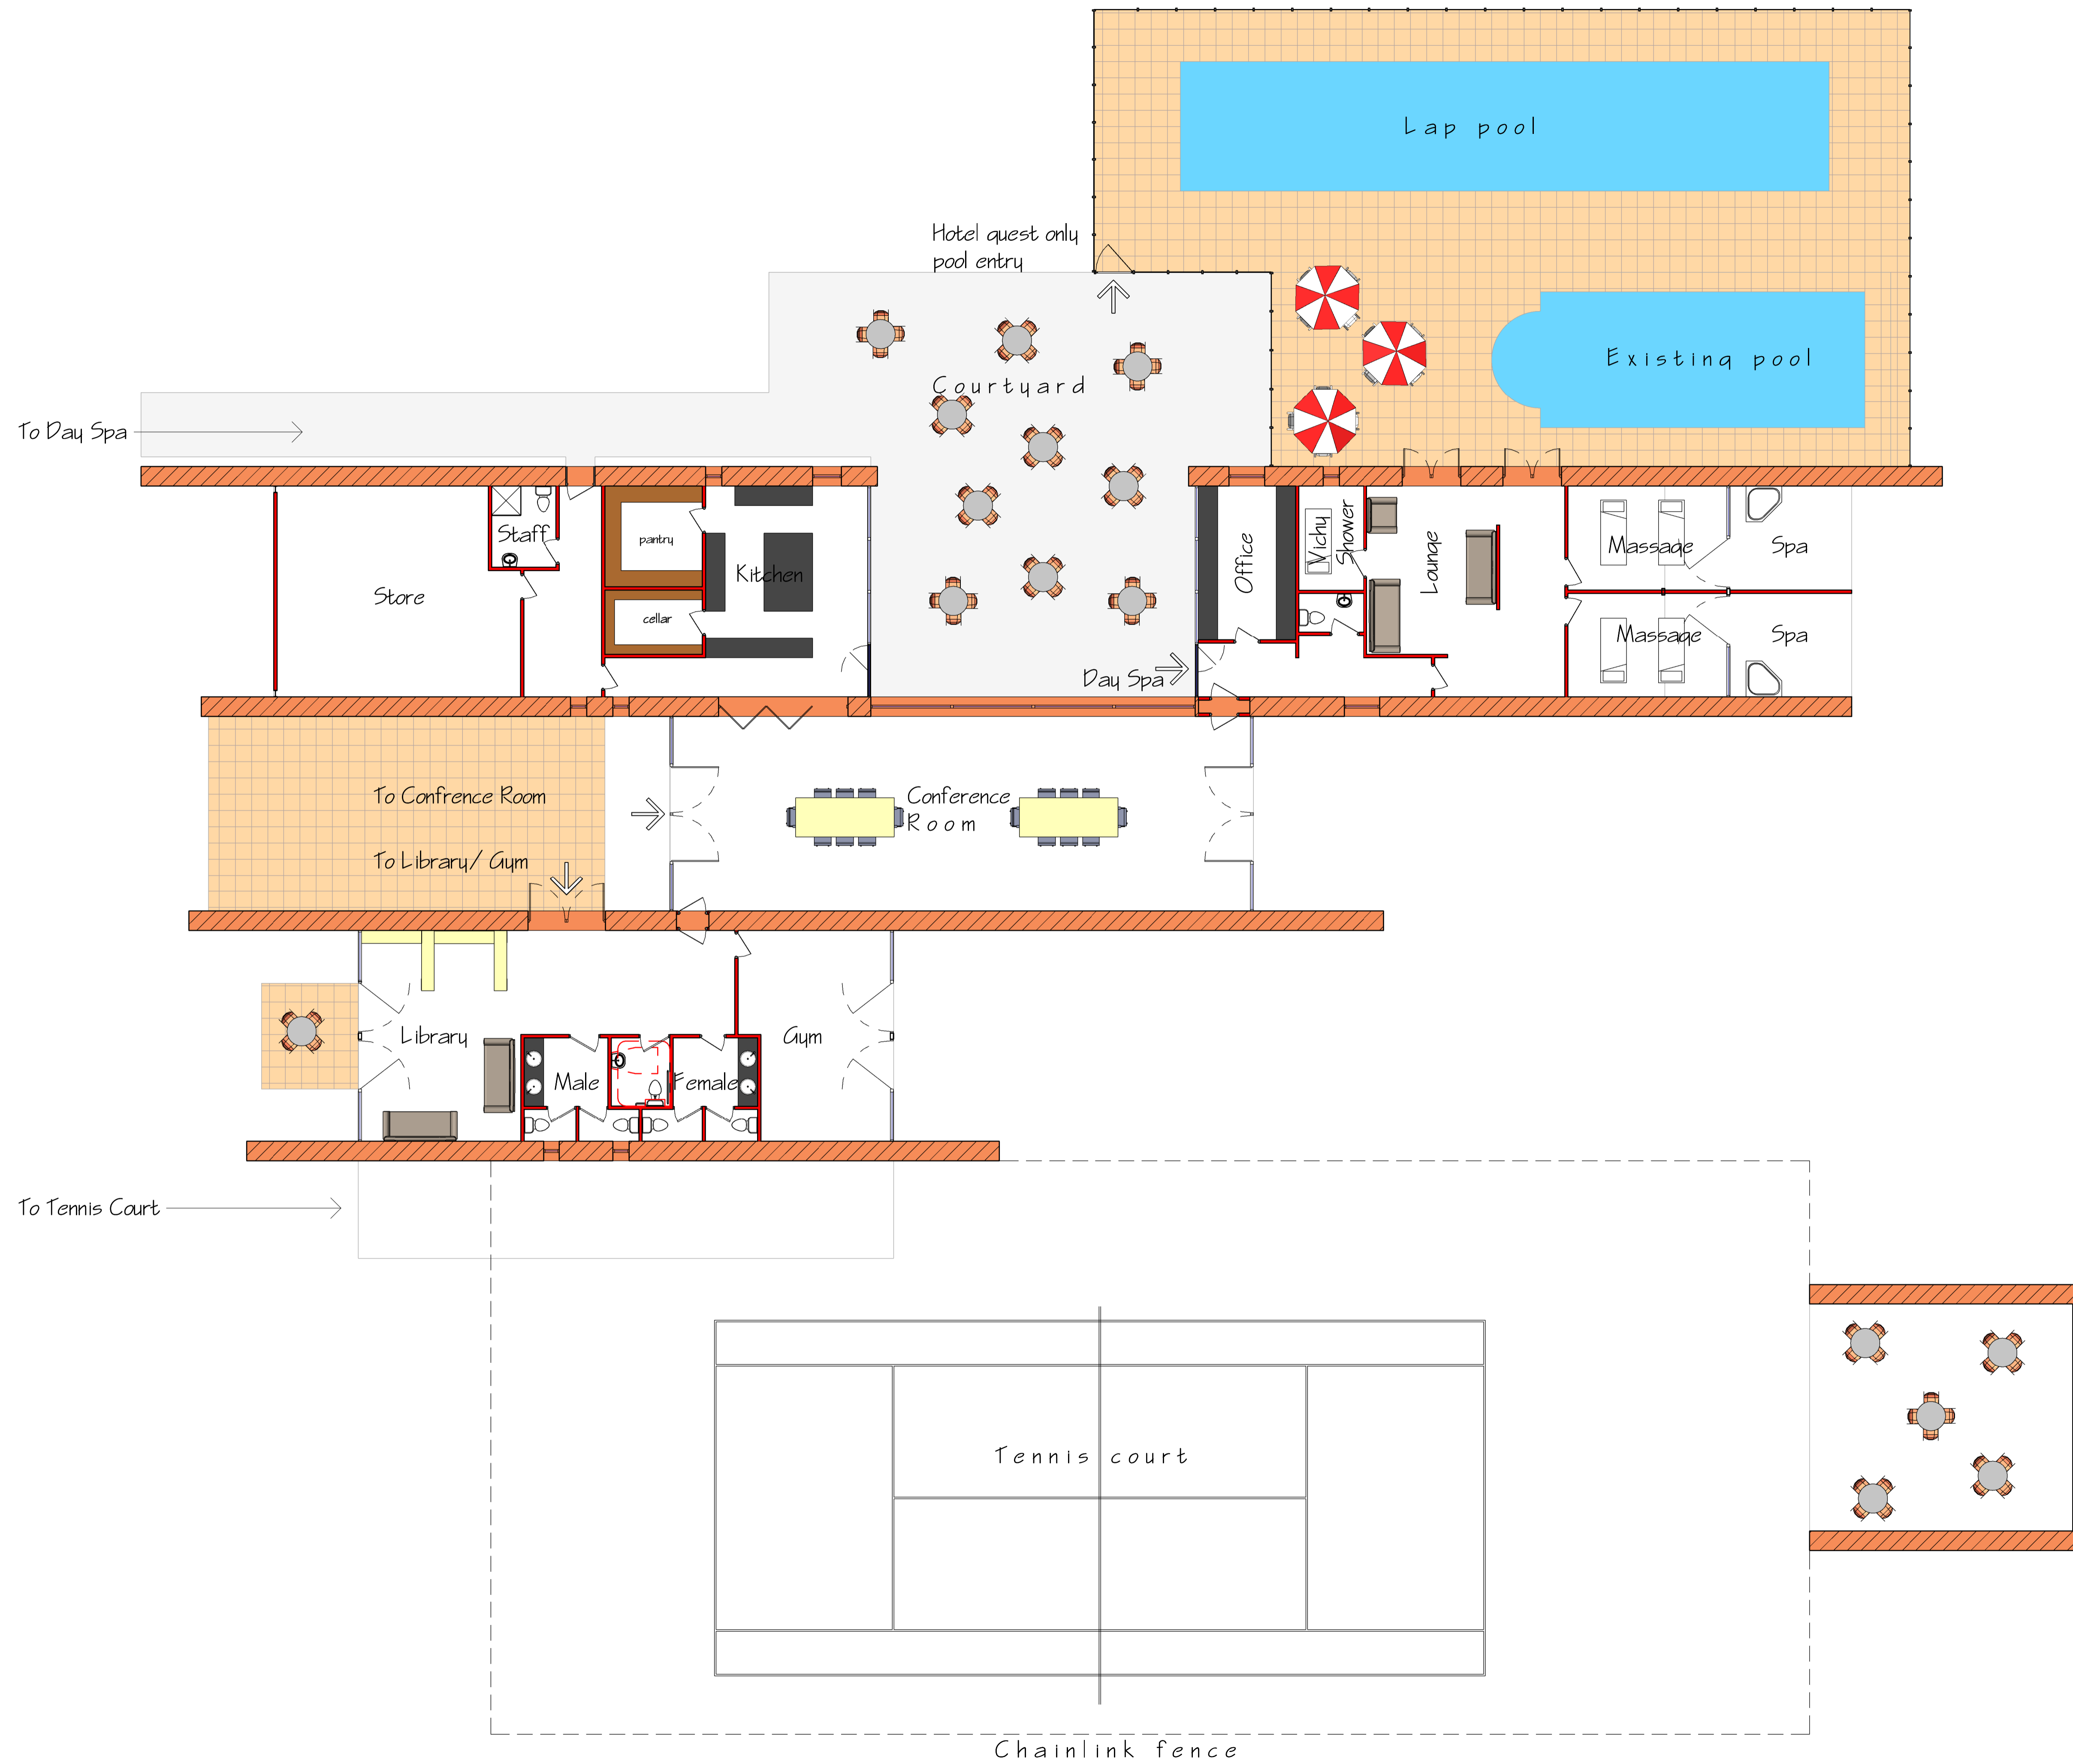 Lap pool
Hotel guest only
pool entry
Existing pool
Courtyard
To Day Spa
Staff
pantry
Kitchen
Store
cellar
Office
Vichy
Shower
Lounge
Massage
Spa
Massage
Spa
Day Spa
To Confrence Room
Conference
Room
To Library/ Gym
Library
Gym
Male
Female
To Tennis Court
Tennis court
Chainlink fence